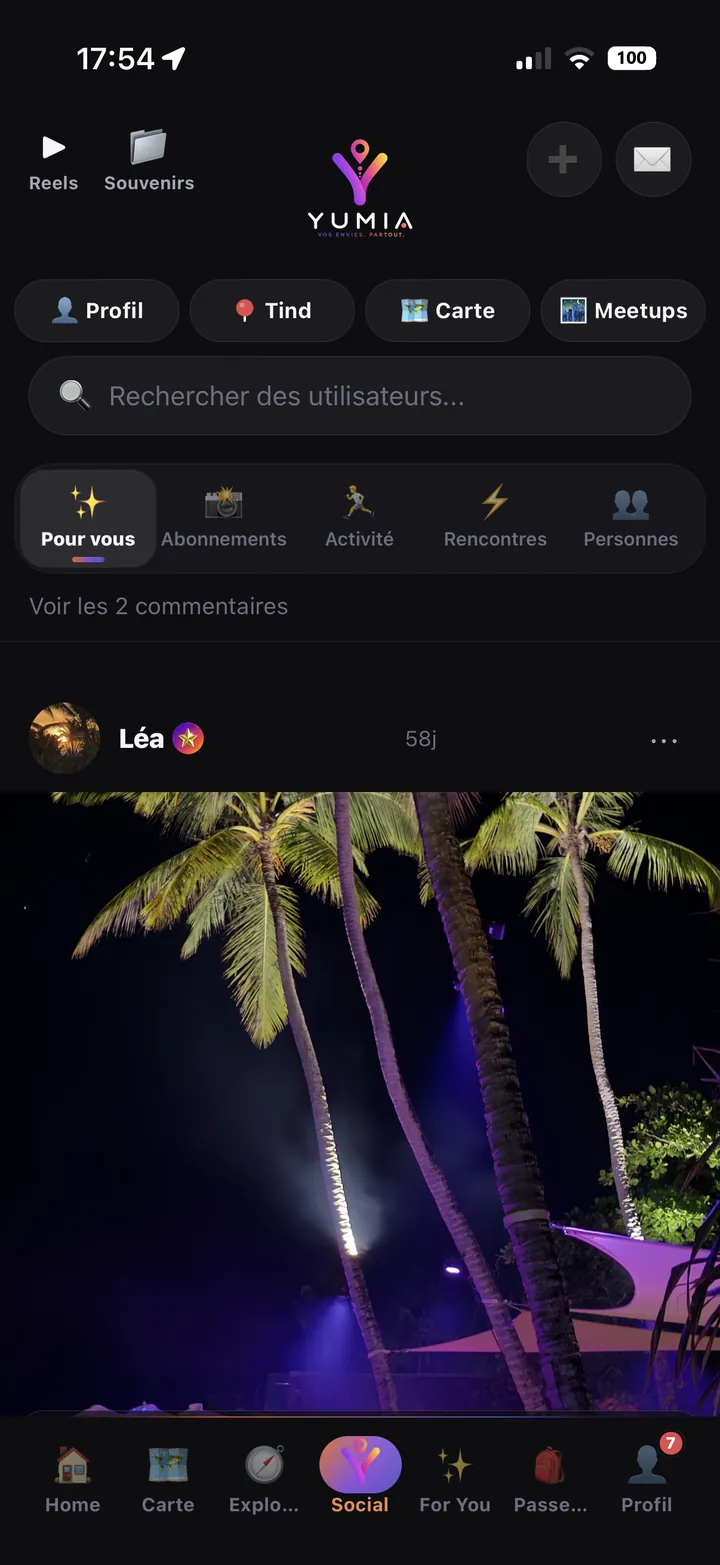 17:54
100
Reels
Souvenirs
YUMIA
VOS ENVIES. PARTOUT.
Profil
Tind
Carte
Meetups
Rechercher des utilisateurs...
Pour vous
Abonnements
Activité
Rencontres
Personnes
Voir les 2 commentaires
Léa
58j
...
7
Home
Carte
Explo...
Social
For You
Passe...
Profil